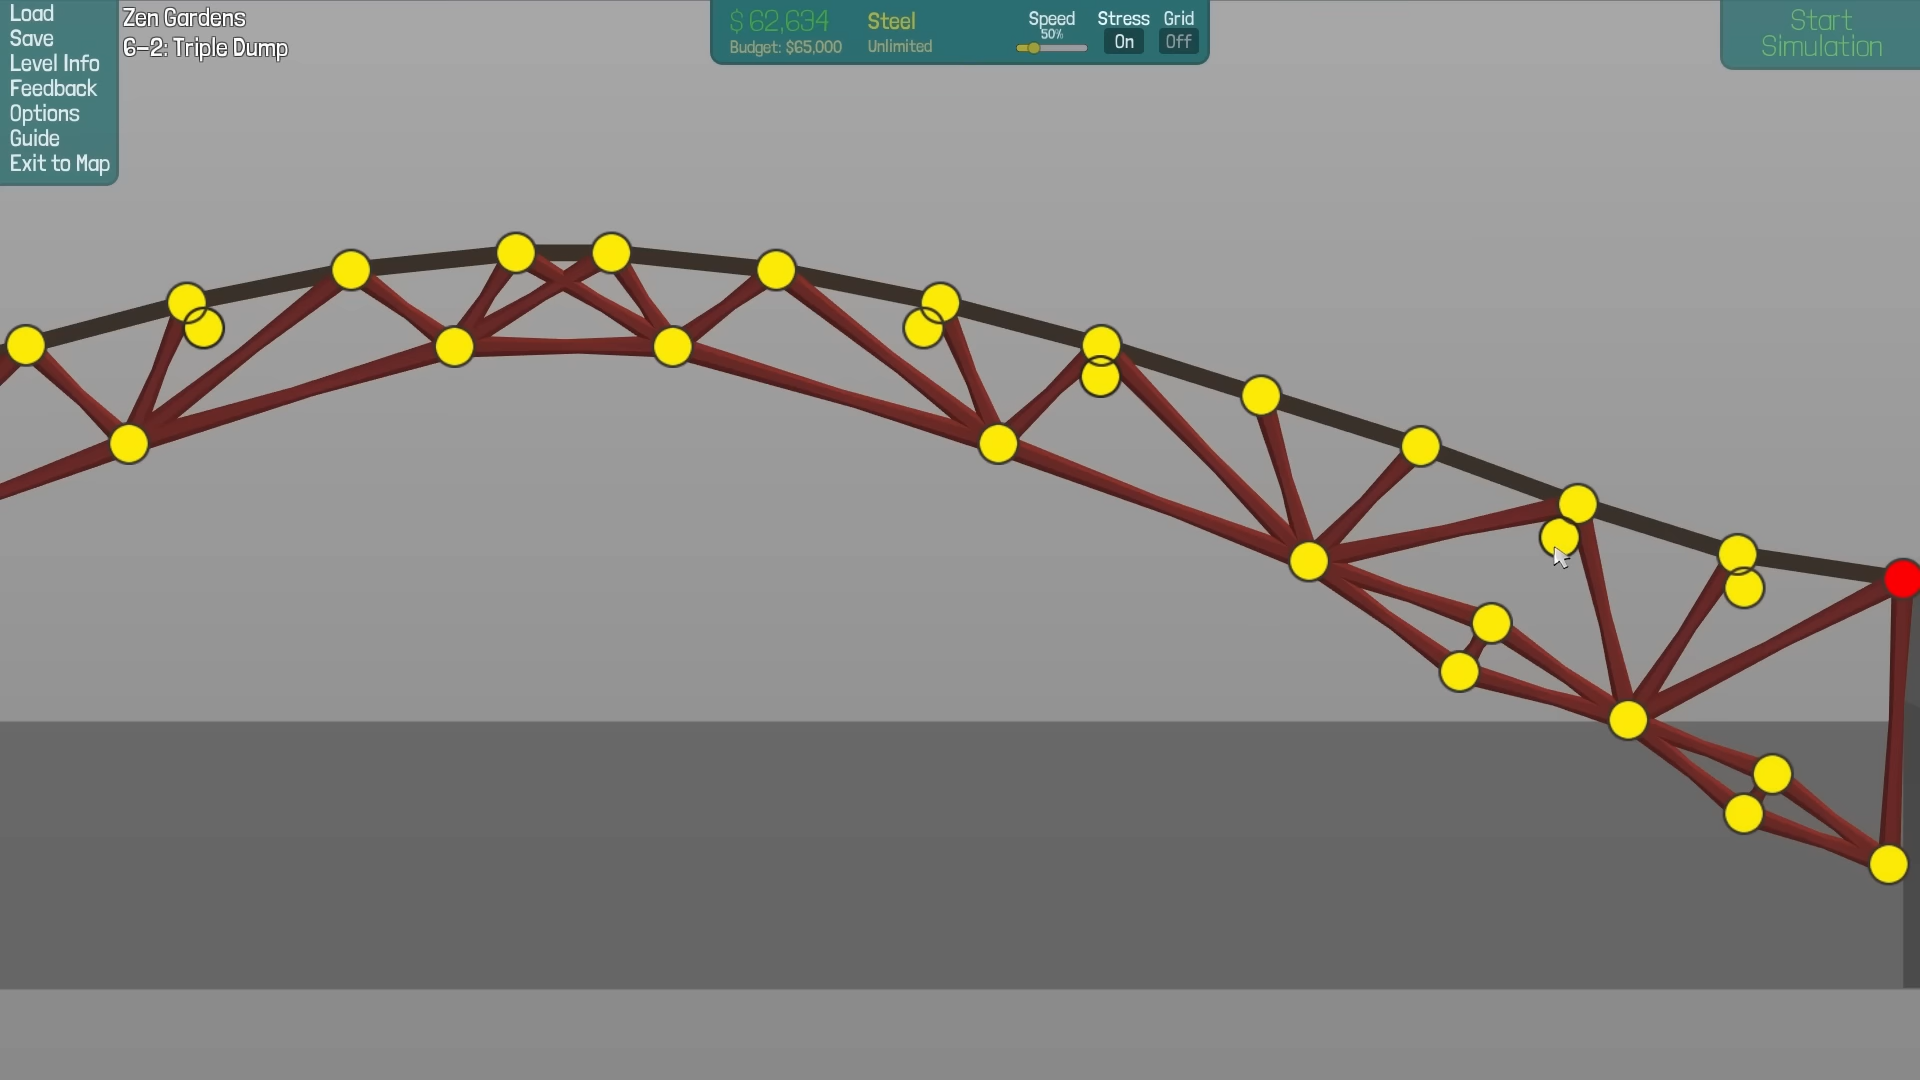 Load
Save
Level Info
Feedback
Options
Guide
Exit to Map
Zen Gardens
6-2: Triple Dump
$ 62,634
Budget: $65,000
Steel
Unlimited
Speed
50%
Stress
On
Grid
Off
Start
Simulation